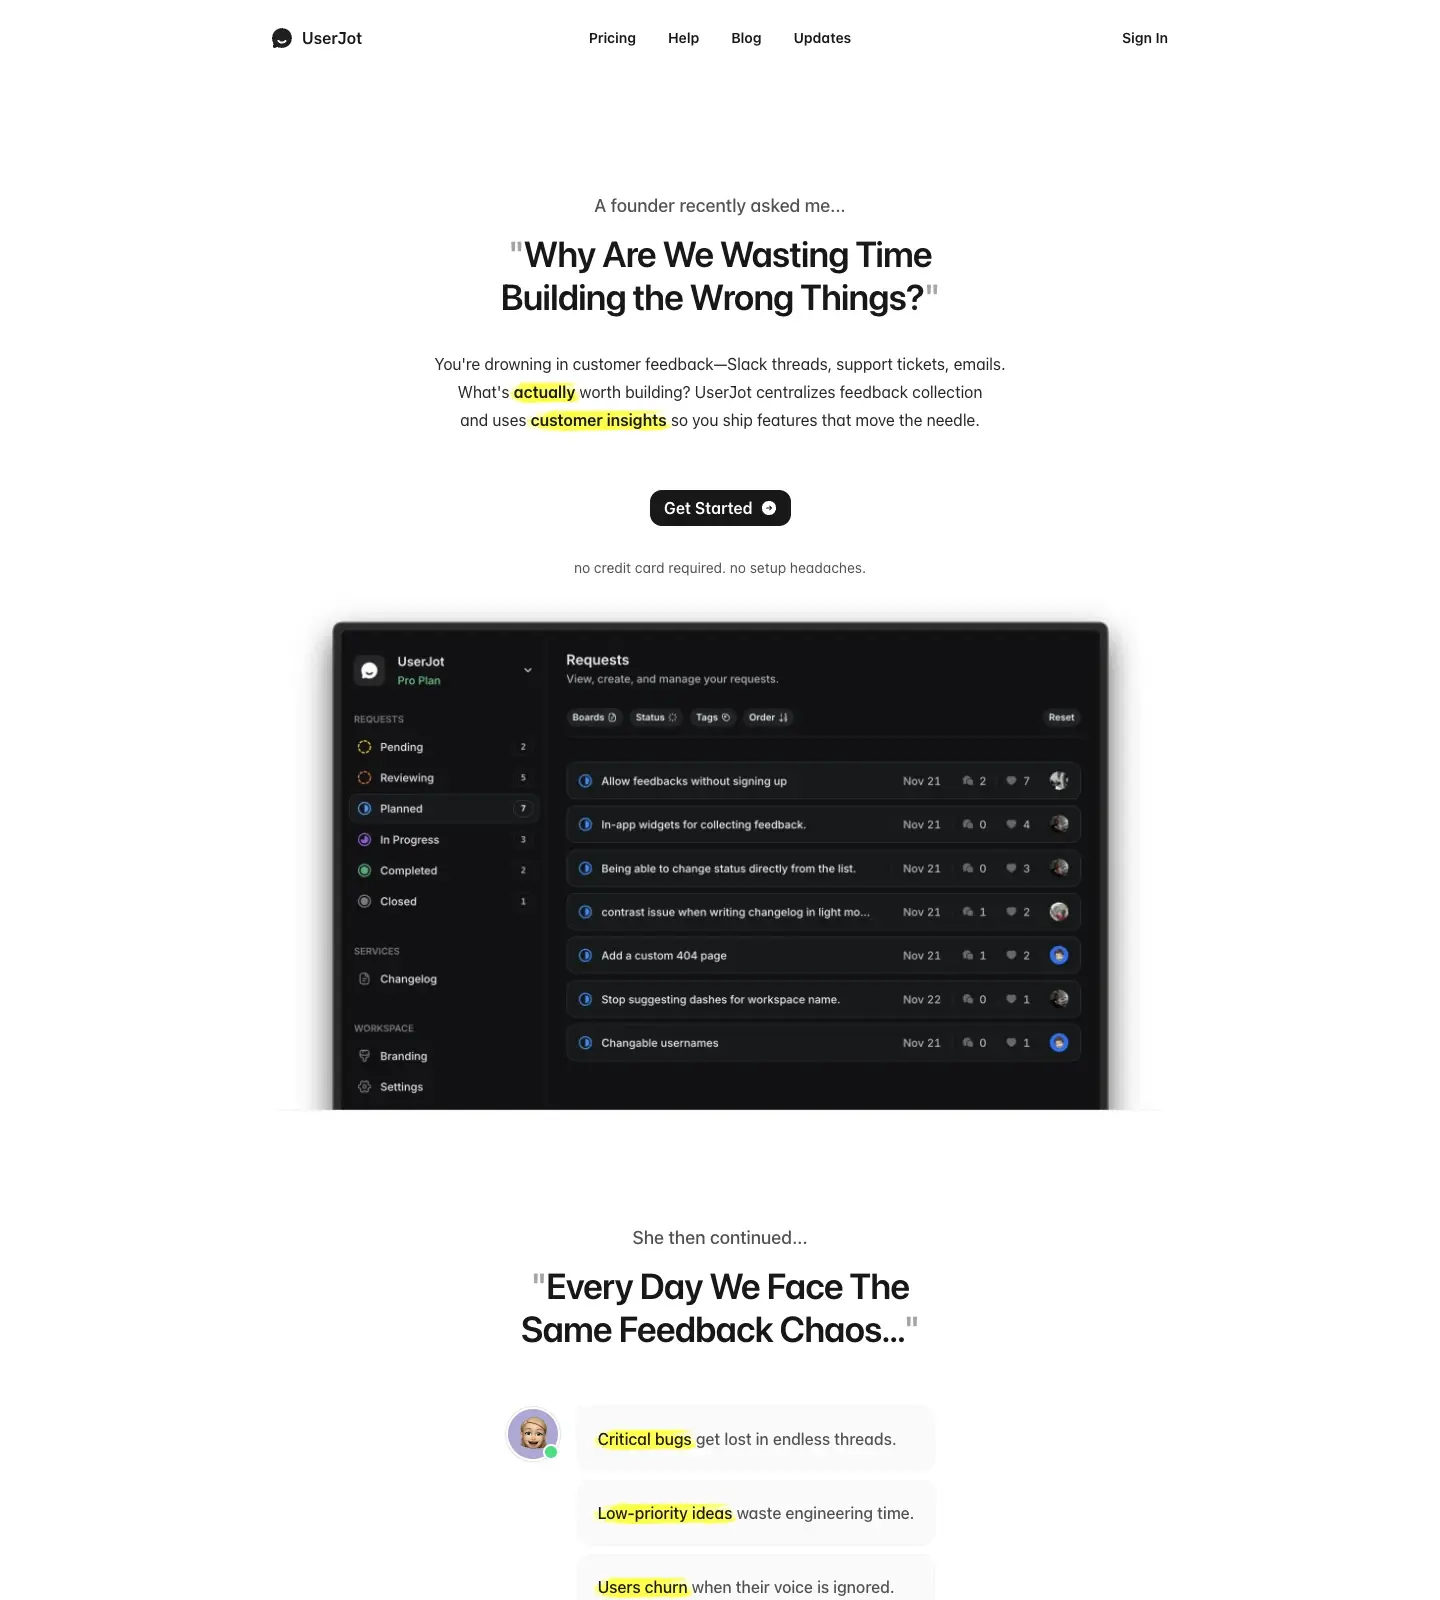 UserJot
Pricing
Help
Blog
Updates
Sign In
A founder recently asked me...
"Why Are We Wasting Time
Building the Wrong Things?"
You're drowning in customer feedback—Slack threads, support tickets, emails.
What's actually worth building? UserJot centralizes feedback collection
and uses customer insights so you ship features that move the needle.
Get Started
no credit card required. no setup headaches.
UserJot
Pro Plan
REQUESTS
Pending 2
Reviewing 5
Planned 7
In Progress 3
Completed 2
Closed 1
SERVICES
Changelog
WORKSPACE
Branding
Settings
Requests
View, create, and manage your requests.
Boards Status Tags Order Reset
Allow feedbacks without signing up Nov 21 2 7
In-app widgets for collecting feedback. Nov 21 0 4
Being able to change status directly from the list. Nov 21 0 3
contrast issue when writing changelog in light mo... Nov 21 1 2
Add a custom 404 page Nov 21 1 2
Stop suggesting dashes for workspace name. Nov 22 0 1
Changable usernames Nov 21 0 1
She then continued...
"Every Day We Face The
Same Feedback Chaos..."
Critical bugs get lost in endless threads.
Low-priority ideas waste engineering time.
Users churn when their voice is ignored.